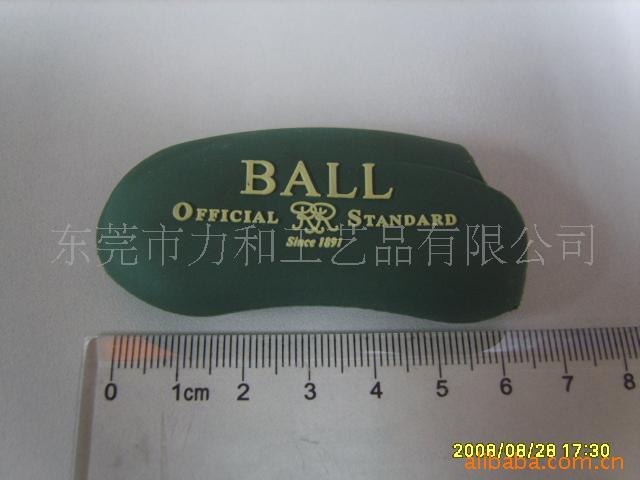 BALL
OFFICIAL RR STANDARD
Since 1891
东莞市力和工艺品有限公司
0 1cm 2 3 4 5 6 7 8
2008/08/28 17:30
alibaba.com.cn